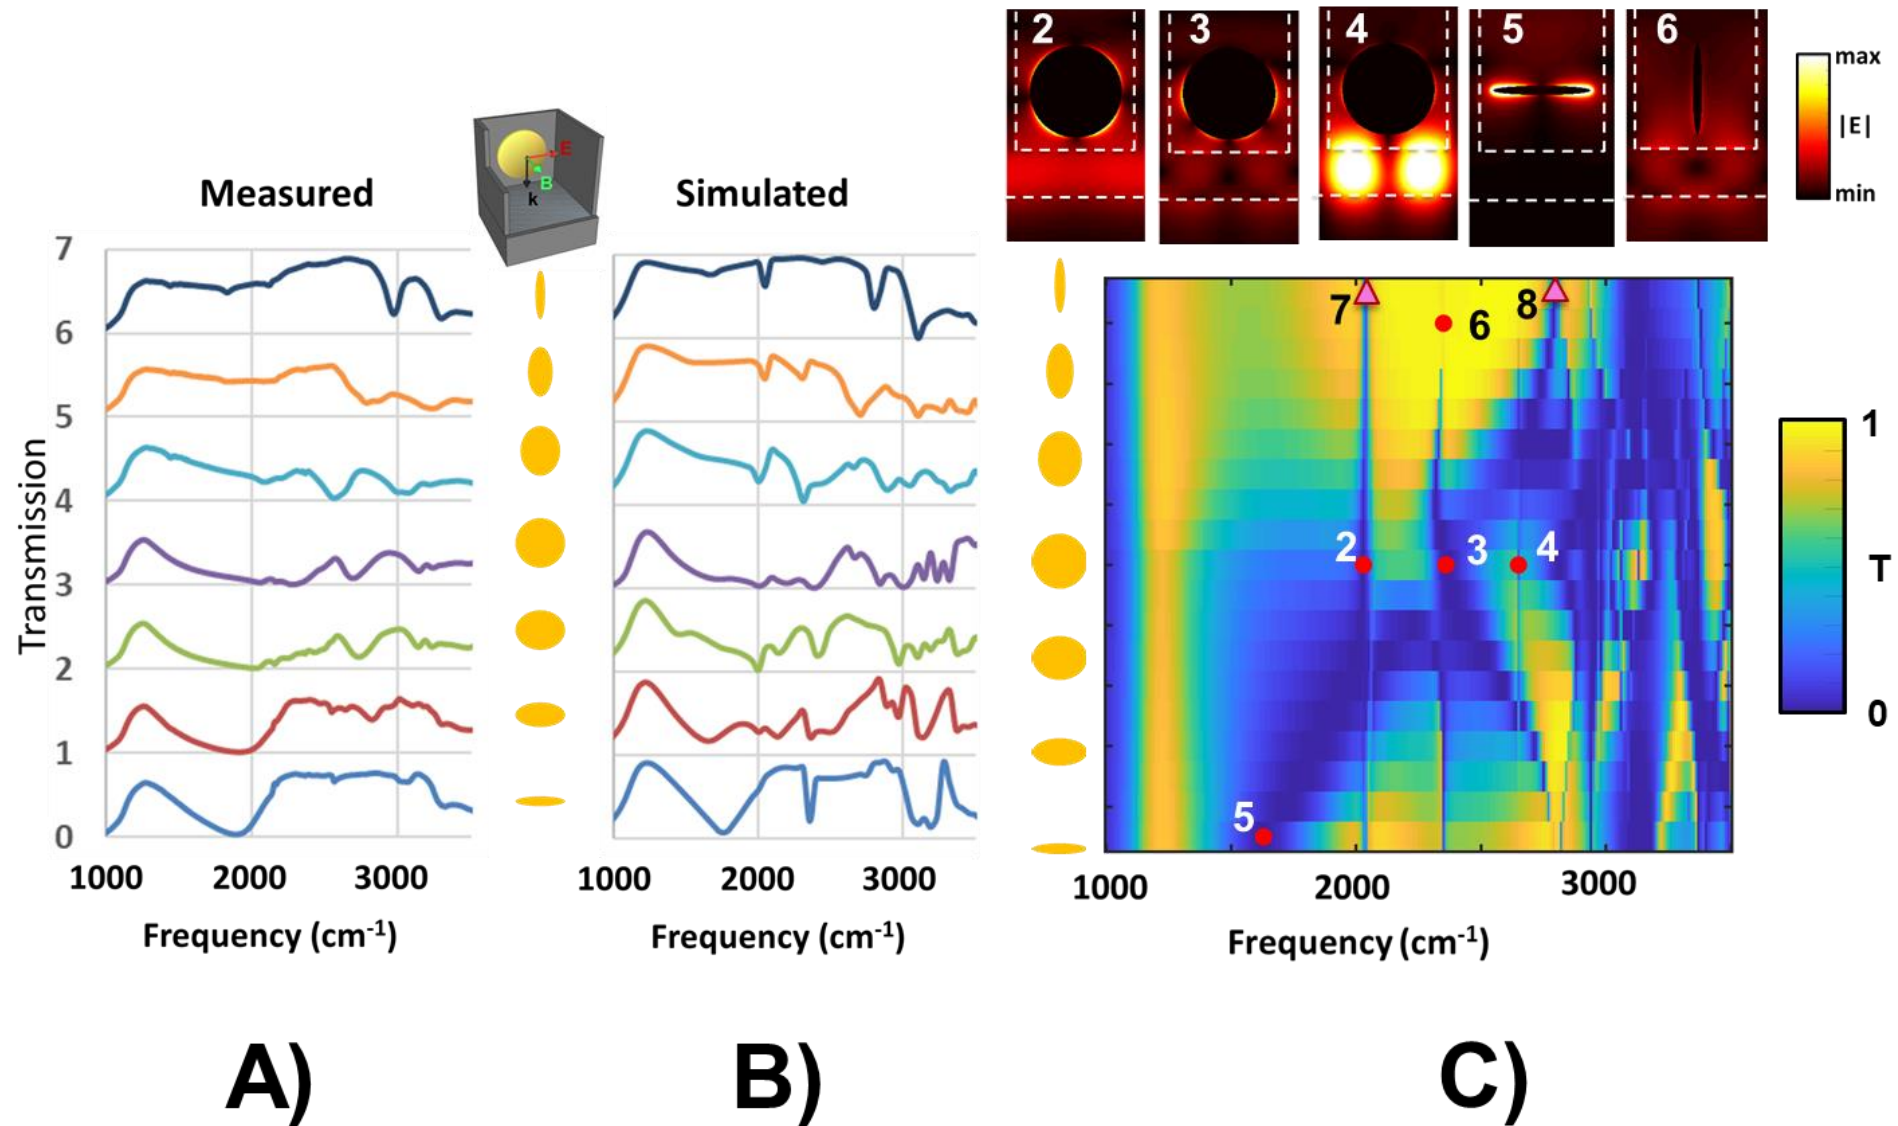 2 3 4 5 6
max
|E|
min
E
B
k
Measured
Simulated
Transmission
7
6
5
4
3
2
1
0
1000 2000 3000
Frequency (cm-1)
1000 2000 3000
Frequency (cm-1)
7 6 8
2 3 4
5
1000 2000 3000
Frequency (cm-1)
1
T
0
A) B) C)